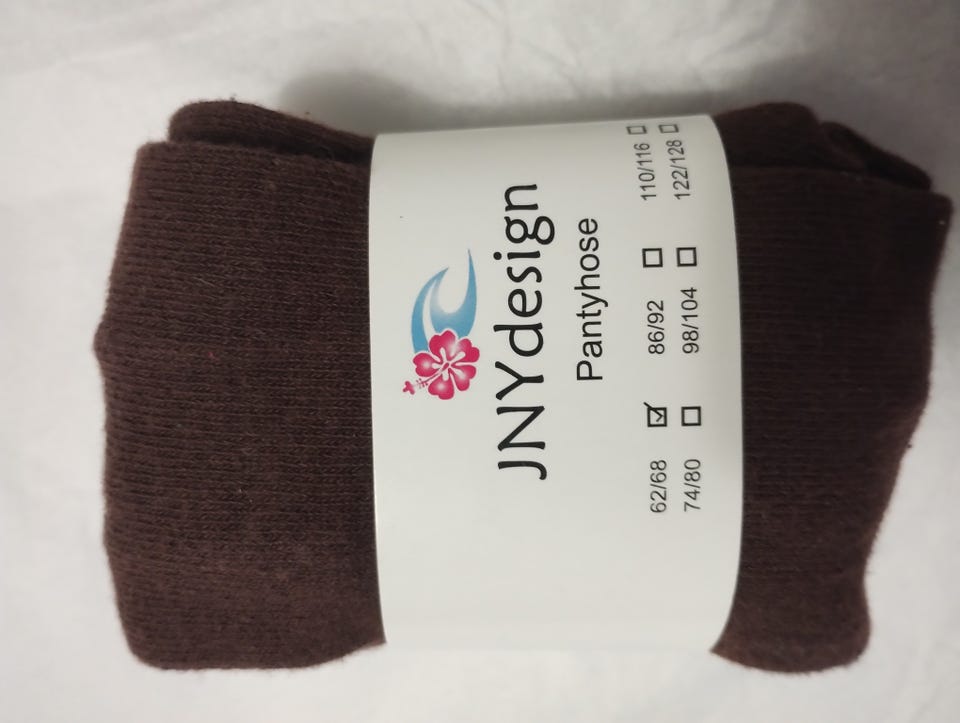 JNYdesign
Pantyhose
62/68 ☑ 86/92 ☐ 110/116 ☐
74/80 ☐ 98/104 ☐ 122/128 ☐